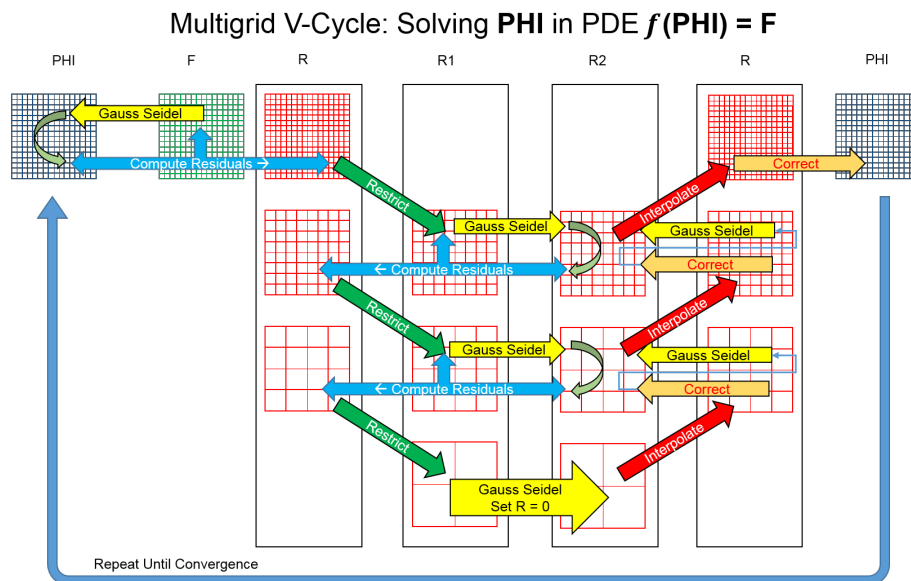 Multigrid V-Cycle: Solving PHI in PDE f(PHI) = F
PHI
F
R
R1
R2
R
PHI
Gauss Seidel
Compute Residuals →
Restrict
Interpolate
Correct
Gauss Seidel
Gauss Seidel
← Compute Residuals
Correct
Restrict
Interpolate
Gauss Seidel
Gauss Seidel
← Compute Residuals
Correct
Restrict
Interpolate
Gauss Seidel
Set R = 0
Repeat Until Convergence